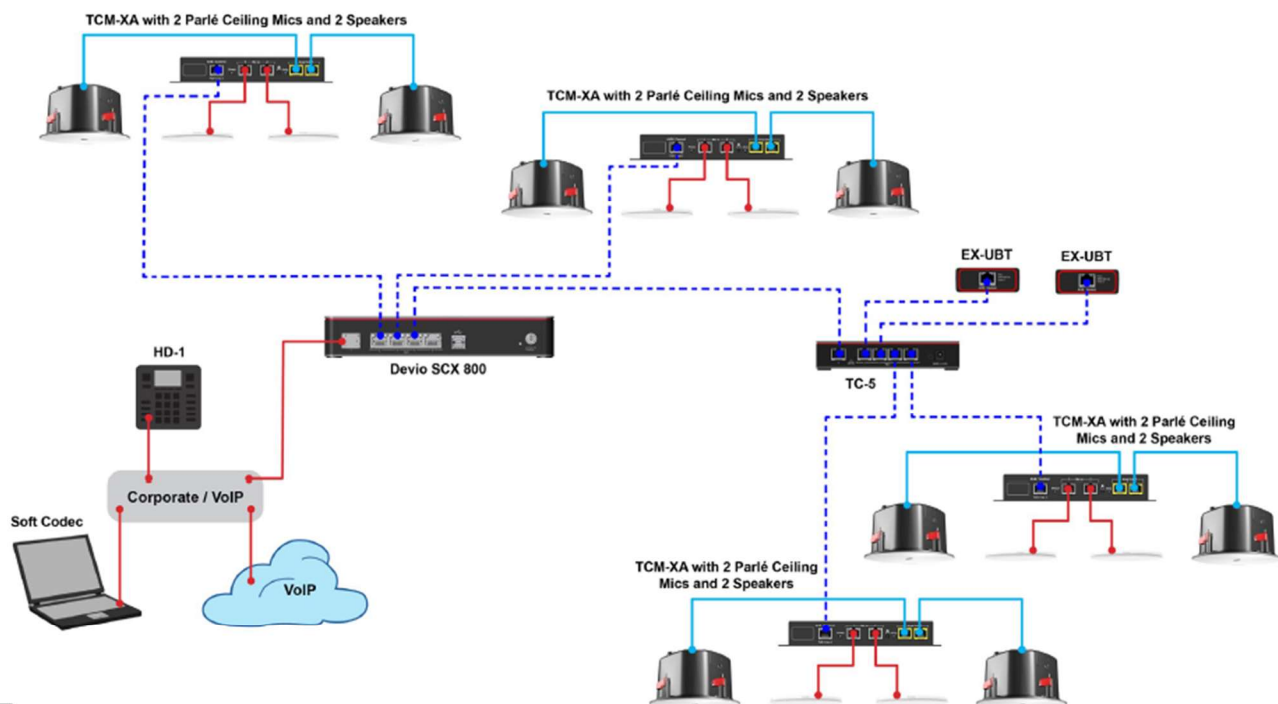 TCM-XA with 2 Parlé Ceiling Mics and 2 Speakers
TCM-XA with 2 Parlé Ceiling Mics and 2 Speakers
EX-UBT
EX-UBT
HD-1
Devio SCX 800
TC-5
TCM-XA with 2 Parlé Ceiling
Mics and 2 Speakers
Corporate / VoIP
Soft Codec
VoIP
TCM-XA with 2 Parlé Ceiling
Mics and 2 Speakers